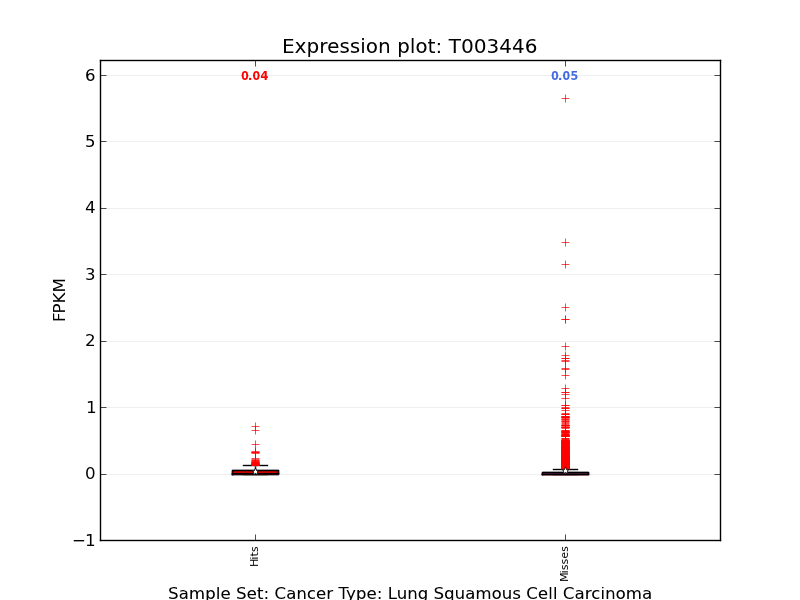 Expression plot: T003446
0.04
0.05
6
5
4
3
2
1
0
−1
FPKM
Hits
Misses
Sample Set: Cancer Type: Lung Squamous Cell Carcinoma